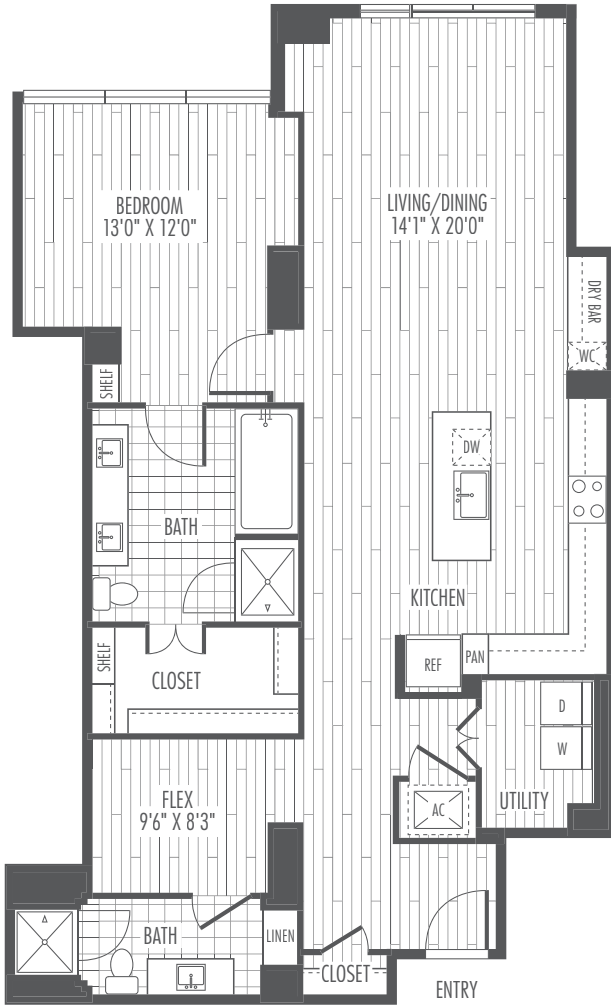 BEDROOM
13'0" X 12'0"
LIVING/DINING
14'1" X 20'0"
DRY BAR
WC
SHELF
DW
BATH
KITCHEN
SHELF
CLOSET
REF
PAN
D
W
UTILITY
FLEX
9'6" X 8'3"
AC
BATH
LINEN
CLOSET
ENTRY